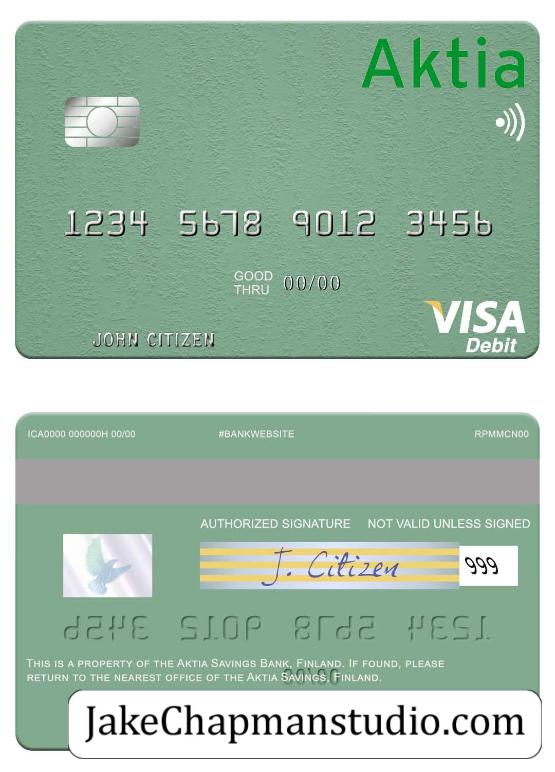 Aktia
1234 5678 9012 3456
GOOD THRU 00/00
VISA
Debit
JOHN CITIZEN
ICA0000 000000H 00/00 #BANKWEBSITE RPMMCN00
AUTHORIZED SIGNATURE NOT VALID UNLESS SIGNED
J. Citizen 999
THIS IS A PROPERTY OF THE AKTIA SAVINGS BANK, FINLAND. IF FOUND, PLEASE
RETURN TO THE NEAREST OFFICE OF THE AKTIA SAVINGS, FINLAND.
JakeChapmanstudio.com